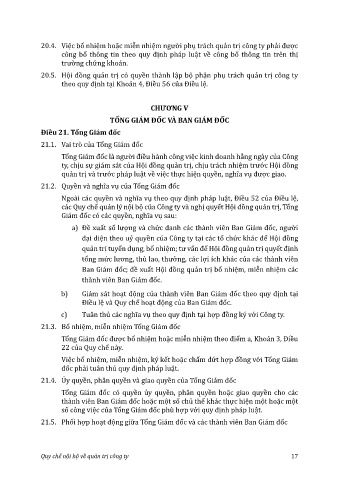 20.4. Việc bổ nhiệm hoặc miễn nhiệm người phụ trách quản trị công ty phải được
công bố thông tin theo quy định pháp luật về công bố thông tin trên thị
trường chứng khoán.
20.5. Hội đồng quản trị có quyền thành lập bộ phận phụ trách quản trị công ty
theo quy định tại Khoản 4, Điều 56 của Điều lệ.
CHƯƠNG V
TỔNG GIÁM ĐỐC VÀ BAN GIÁM ĐỐC
Điều 21. Tổng Giám đốc
21.1. Vai trò của Tổng Giám đốc
Tổng Giám đốc là người điều hành công việc kinh doanh hằng ngày của Công
ty, chịu sự giám sát của Hội đồng quản trị, chịu trách nhiệm trước Hội đồng
quản trị và trước pháp luật về việc thực hiện quyền, nghĩa vụ được giao.
21.2. Quyền và nghĩa vụ của Tổng Giám đốc
Ngoài các quyền và nghĩa vụ theo quy định pháp luật, Điều 52 của Điều lệ,
các Quy chế quản lý nội bộ của Công ty và nghị quyết Hội đồng quản trị, Tổng
Giám đốc có các quyền, nghĩa vụ sau:
a) Đề xuất số lượng và chức danh các thành viên Ban Giám đốc, người
đại diện theo uỷ quyền của Công ty tại các tổ chức khác để Hội đồng
quản trị tuyển dụng, bổ nhiệm; tư vấn để Hội đồng quản trị quyết định
tổng mức lương, thù lao, thưởng, các lợi ích khác của các thành viên
Ban Giám đốc; đề xuất Hội đồng quản trị bổ nhiệm, miễn nhiệm các
thành viên Ban Giám đốc.
b) Giám sát hoạt động của thành viên Ban Giám đốc theo quy định tại
Điều lệ và Quy chế hoạt động của Ban Giám đốc.
c) Tuân thủ các nghĩa vụ theo quy định tại hợp đồng ký với Công ty.
21.3. Bổ nhiệm, miễn nhiệm Tổng Giám đốc
Tổng Giám đốc được bổ nhiệm hoặc miễn nhiệm theo điểm a, Khoản 3, Điều
22 của Quy chế này.
Việc bổ nhiệm, miễn nhiệm, ký kết hoặc chấm dứt hợp đồng với Tổng Giám
đốc phải tuân thủ quy định pháp luật.
21.4. Ủy quyền, phân quyền và giao quyền của Tổng Giám đốc
Tổng Giám đốc có quyền ủy quyền, phân quyền hoặc giao quyền cho các
thành viên Ban Giám đốc hoặc một số chủ thể khác thực hiện một hoặc một
số công việc của Tổng Giám đốc phù hợp với quy định pháp luật.
21.5. Phối hợp hoạt động giữa Tổng Giám đốc và các thành viên Ban Giám đốc
Quy chế nội bộ về quản trị công ty 17